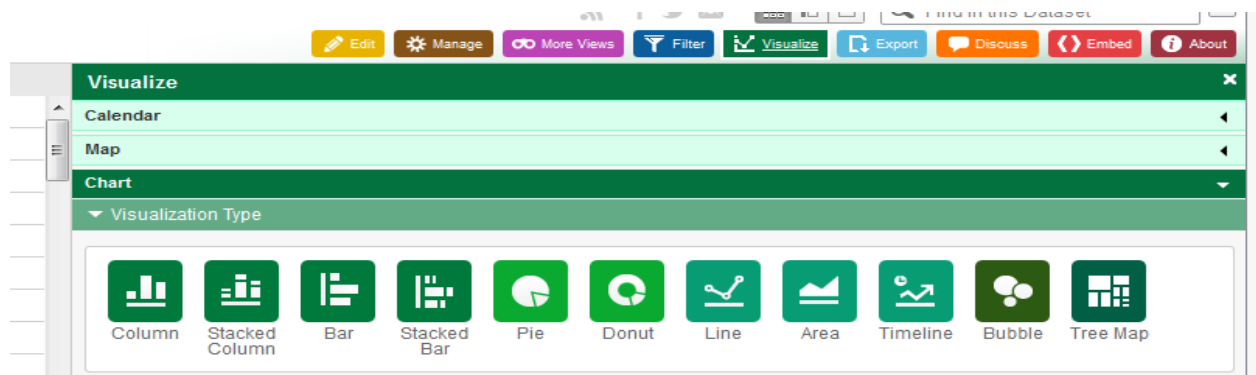 Find in this Dataset
Edit Manage More Views Filter Visualize Export Discuss Embed About
Visualize
Calendar
Map
Chart
Visualization Type
Column Stacked Column Bar Stacked Bar Pie Donut Line Area Timeline Bubble Tree Map